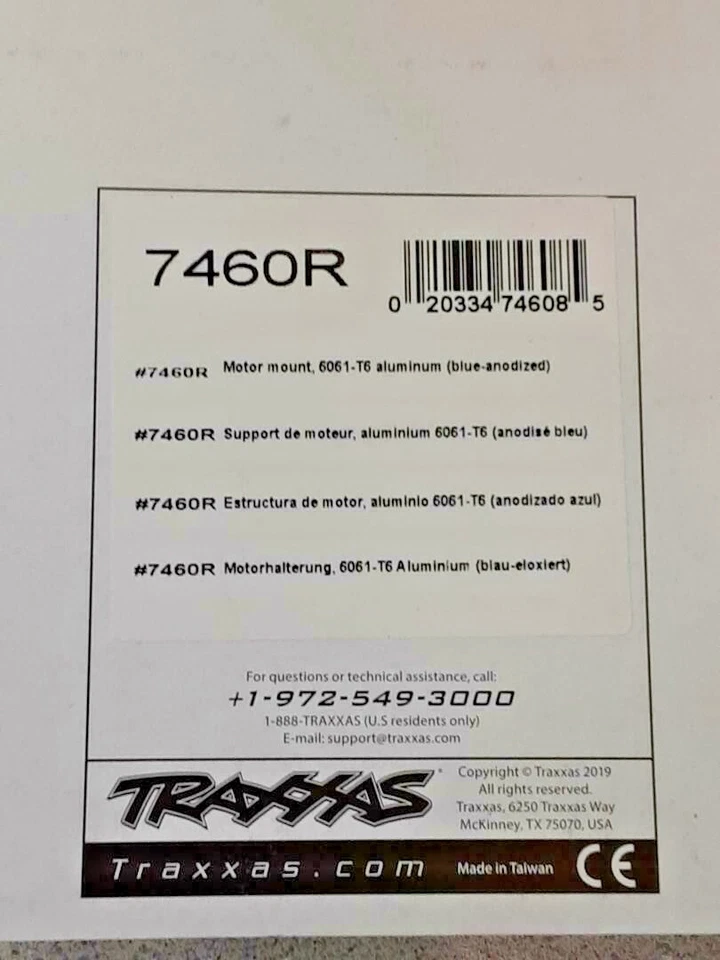 7460R
0 20334 74608 5
#7460R Motor mount, 6061-T6 aluminum (blue-anodized)
#7460R Support de moteur, aluminium 6061-T6 (anodisé bleu)
#7460R Estructura de motor, aluminio 6061-T6 (anodizado azul)
#7460R Motorhalterung, 6061-T6 Aluminium (blau-eloxiert)
For questions or technical assistance, call:
+1-972-549-3000
1-888-TRAXXAS (U.S residents only)
E-mail: support@traxxas.com
TRAXXAS
Copyright © Traxxas 2019
All rights reserved.
Traxxas, 6250 Traxxas Way
McKinney, TX 75070, USA
Traxxas.com Made in Taiwan CE